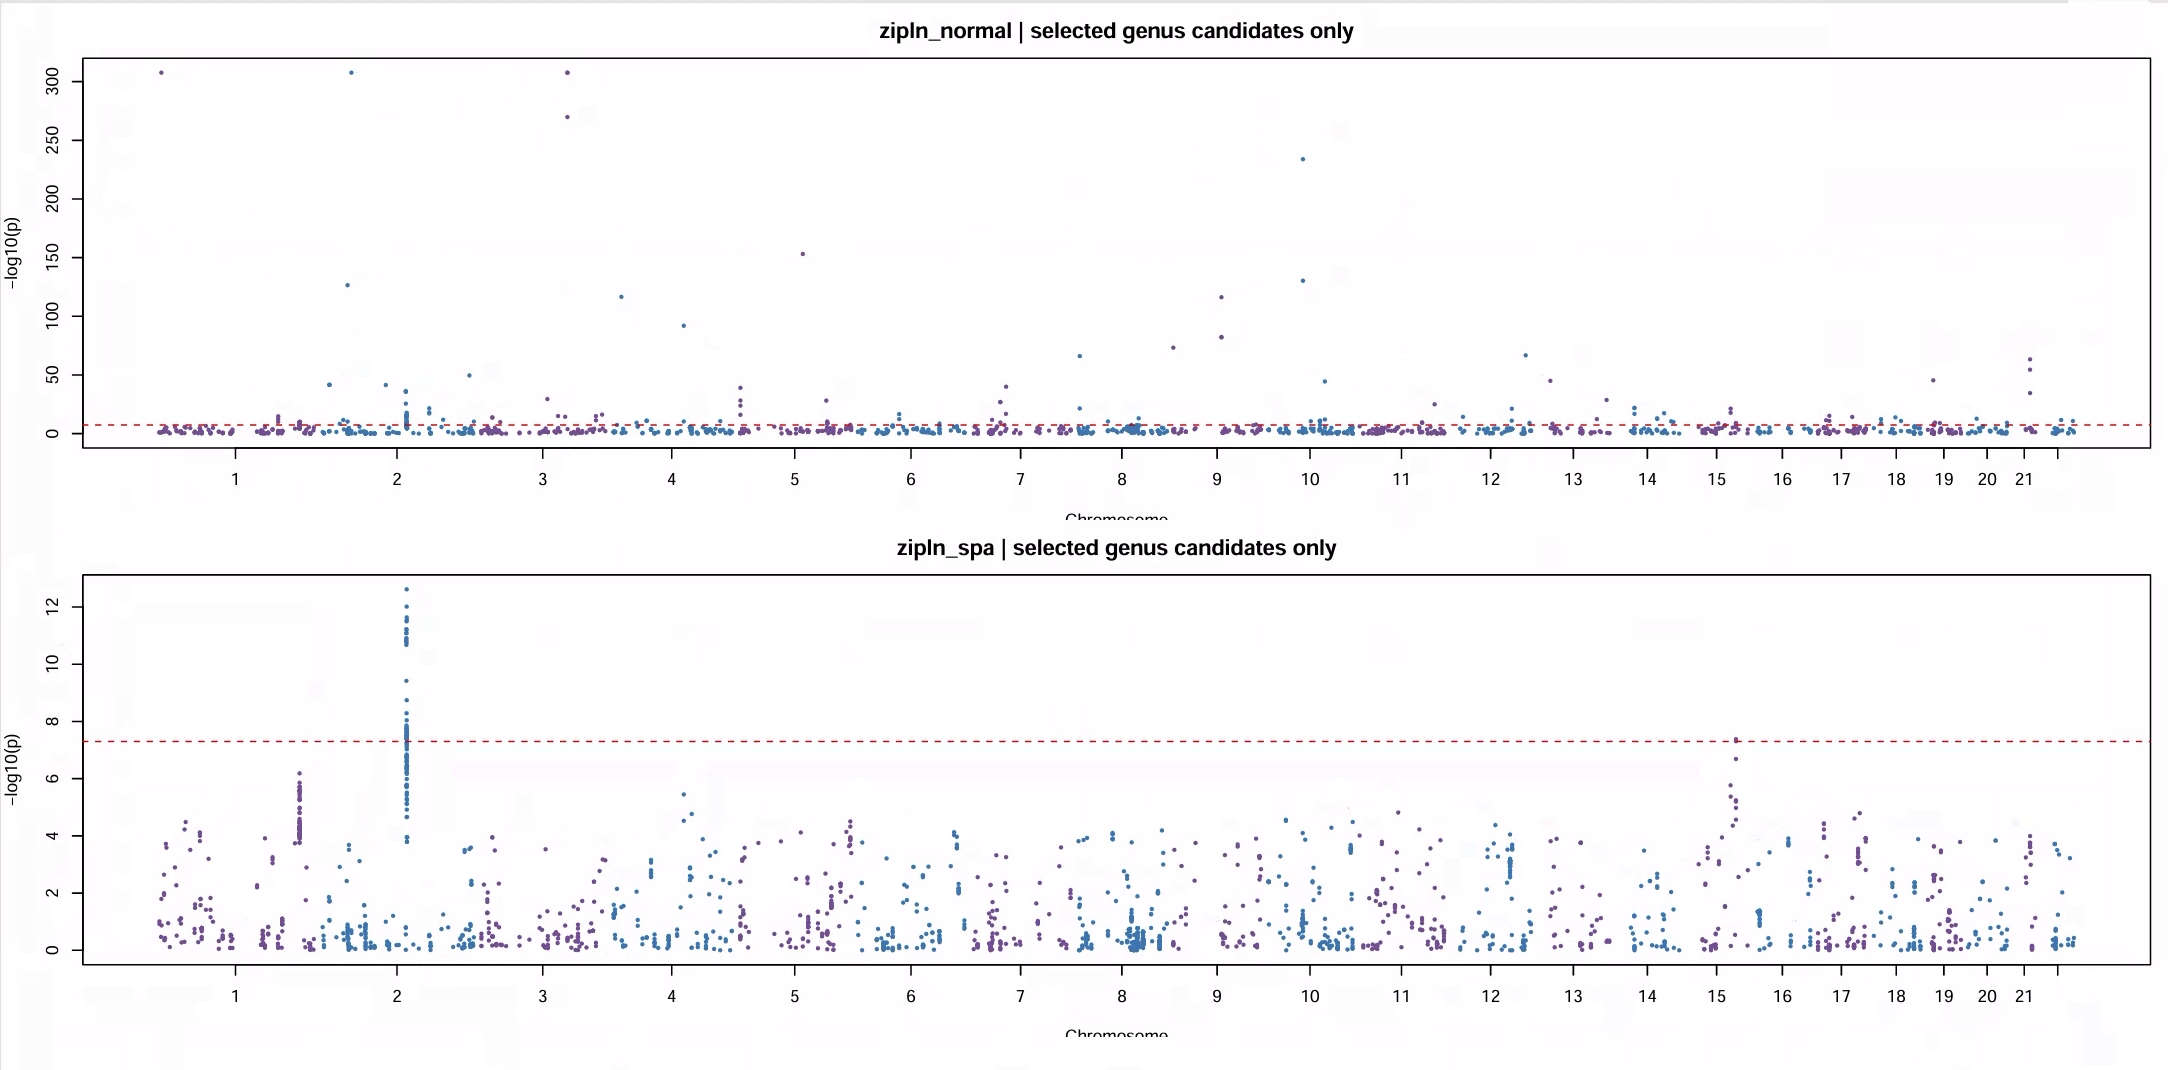 zipln_normal | selected genus candidates only
−log10(p)
300
250
200
150
100
50
0
1 2 3 4 5 6 7 8 9 10 11 12 13 14 15 16 17 18 19 20 21
Chromosome
zipln_spa | selected genus candidates only
−log10(p)
12
10
8
6
4
2
0
1 2 3 4 5 6 7 8 9 10 11 12 13 14 15 16 17 18 19 20 21
Chromosome